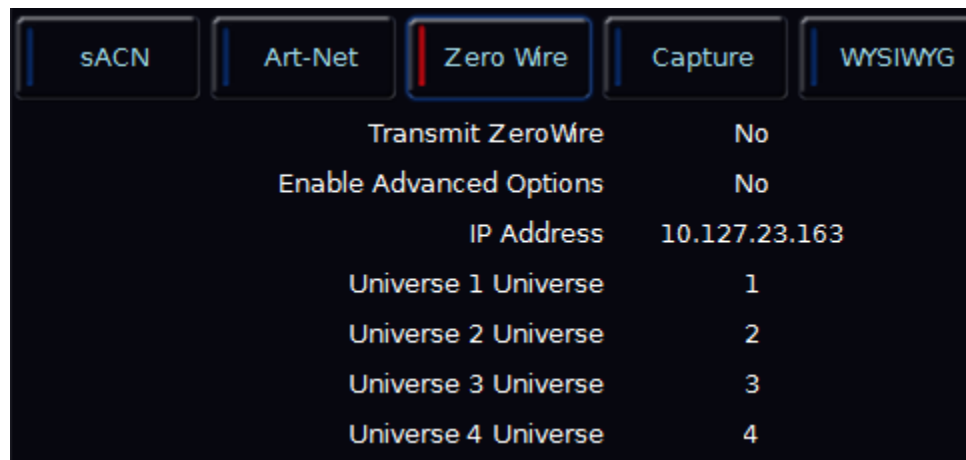 sACN Art-Net Zero Wire Capture WYSIWYG
Transmit ZeroWire No
Enable Advanced Options No
IP Address 10.127.23.163
Universe 1 Universe 1
Universe 2 Universe 2
Universe 3 Universe 3
Universe 4 Universe 4